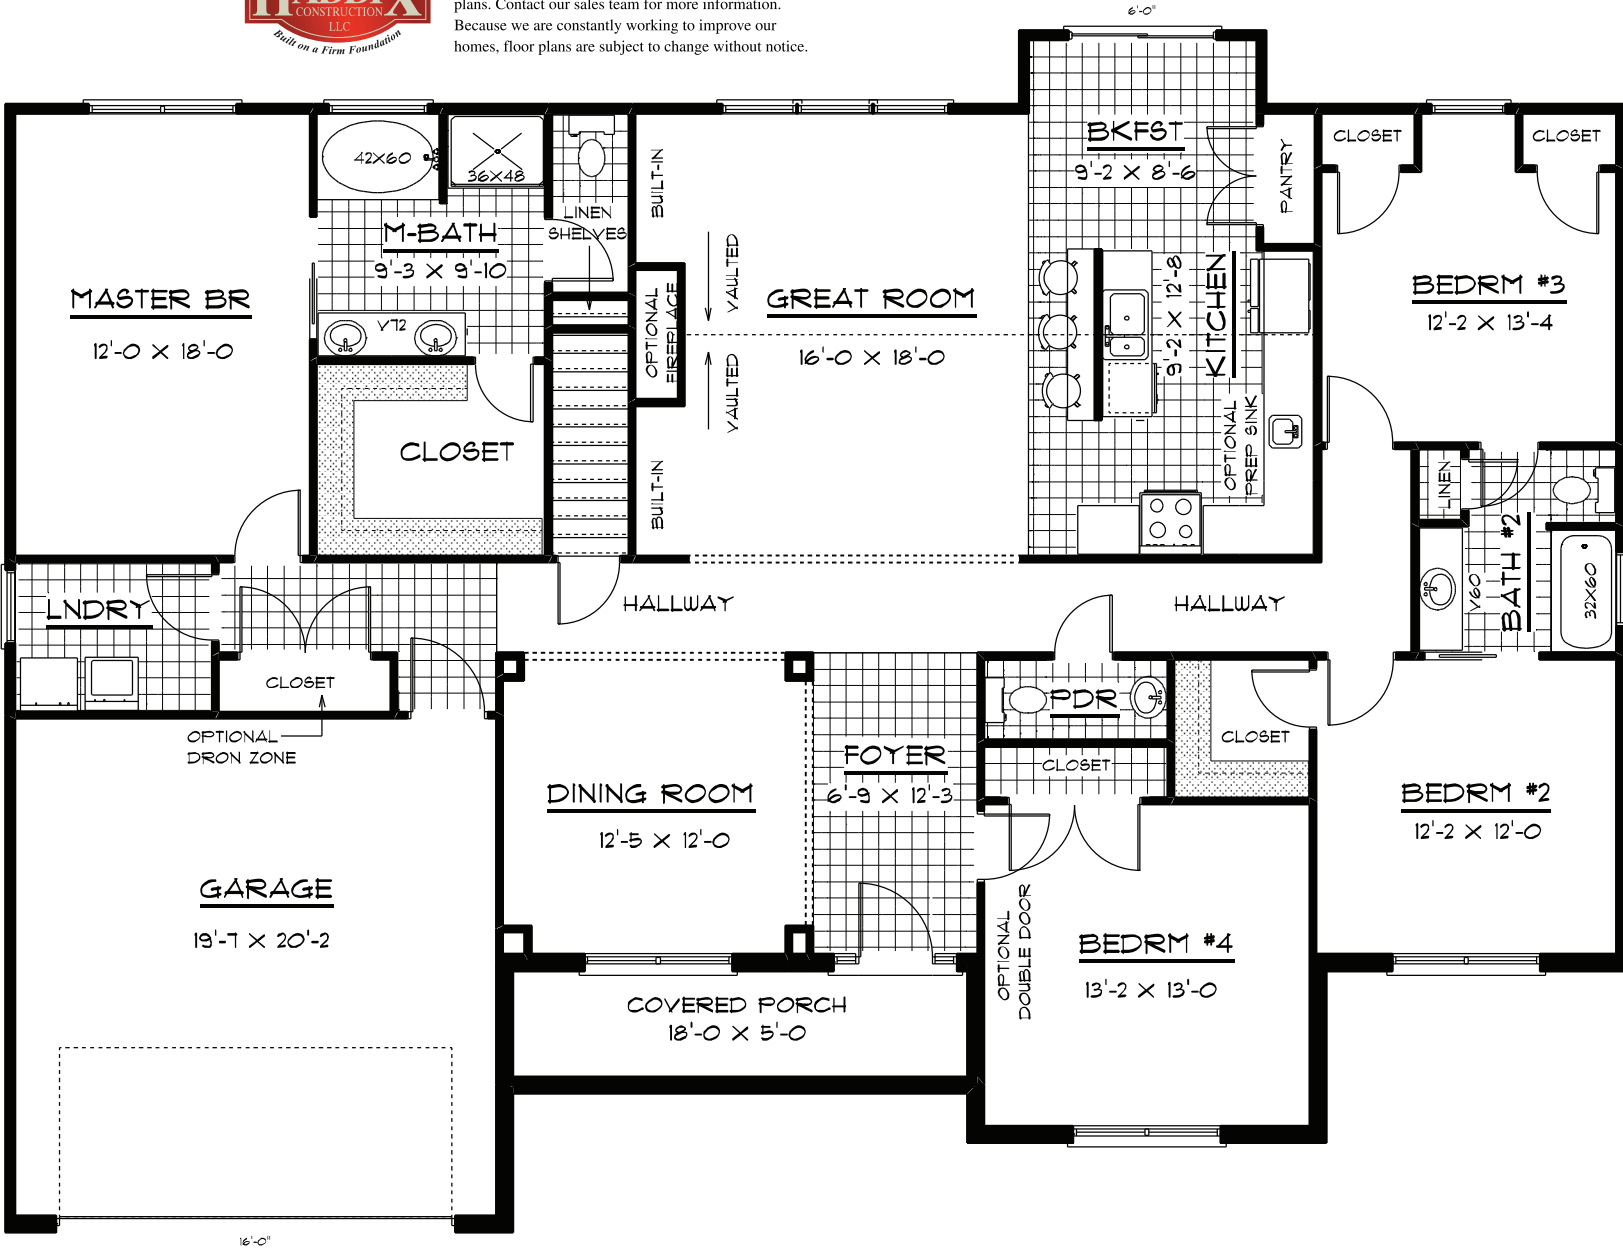 CONSTRUCTION
LLC
Built on a Firm Foundation
plans. Contact our sales team for more information.
Because we are constantly working to improve our
homes, floor plans are subject to change without notice.
6'-0"
42X60
36X48
LINEN
SHELVES
M-BATH
9'-3 X 9'-10
V72
MASTER BR
12'-0 X 18'-0
CLOSET
BUILT-IN
VAULTED
OPTIONAL
FIREPLACE
VAULTED
BUILT-IN
GREAT ROOM
16'-0 X 18'-0
BKFST
9'-2 X 8'-6
PANTRY
KITCHEN
9'-2 X 12'-8
OPTIONAL
PREP SINK
CLOSET
CLOSET
BEDRM #3
12'-2 X 13'-4
LINEN
BATH #2
V60
32X60
LNDRY
HALLWAY
HALLWAY
CLOSET
OPTIONAL
DRON ZONE
PDR
CLOSET
CLOSET
FOYER
6'-9 X 12'-3
DINING ROOM
12'-5 X 12'-0
BEDRM #2
12'-2 X 12'-0
GARAGE
19'-7 X 20'-2
OPTIONAL
DOUBLE DOOR
BEDRM #4
13'-2 X 13'-0
COVERED PORCH
18'-0 X 5'-0
16'-0"